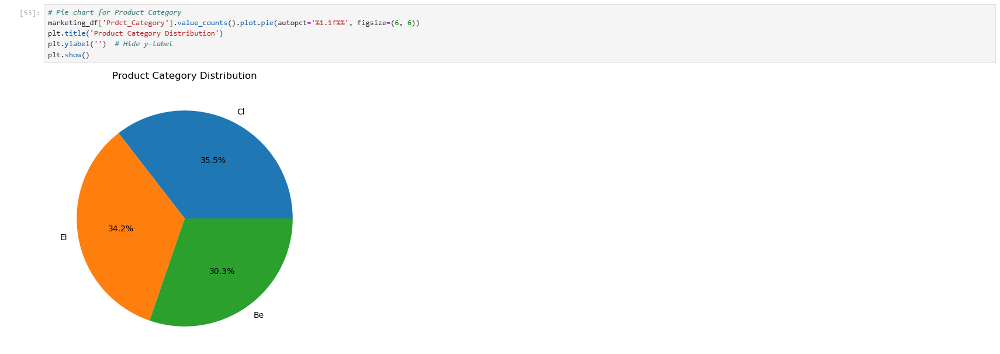 [53]:
# Pie chart for Product Category
marketing_df['Prdct_Category'].value_counts().plot.pie(autopct='%1.1f%%', figsize=(6, 6))
plt.title('Product Category Distribution')
plt.ylabel('')  # Hide y-label
plt.show()
Product Category Distribution
Cl
35.5%
34.2%
El
30.3%
Be